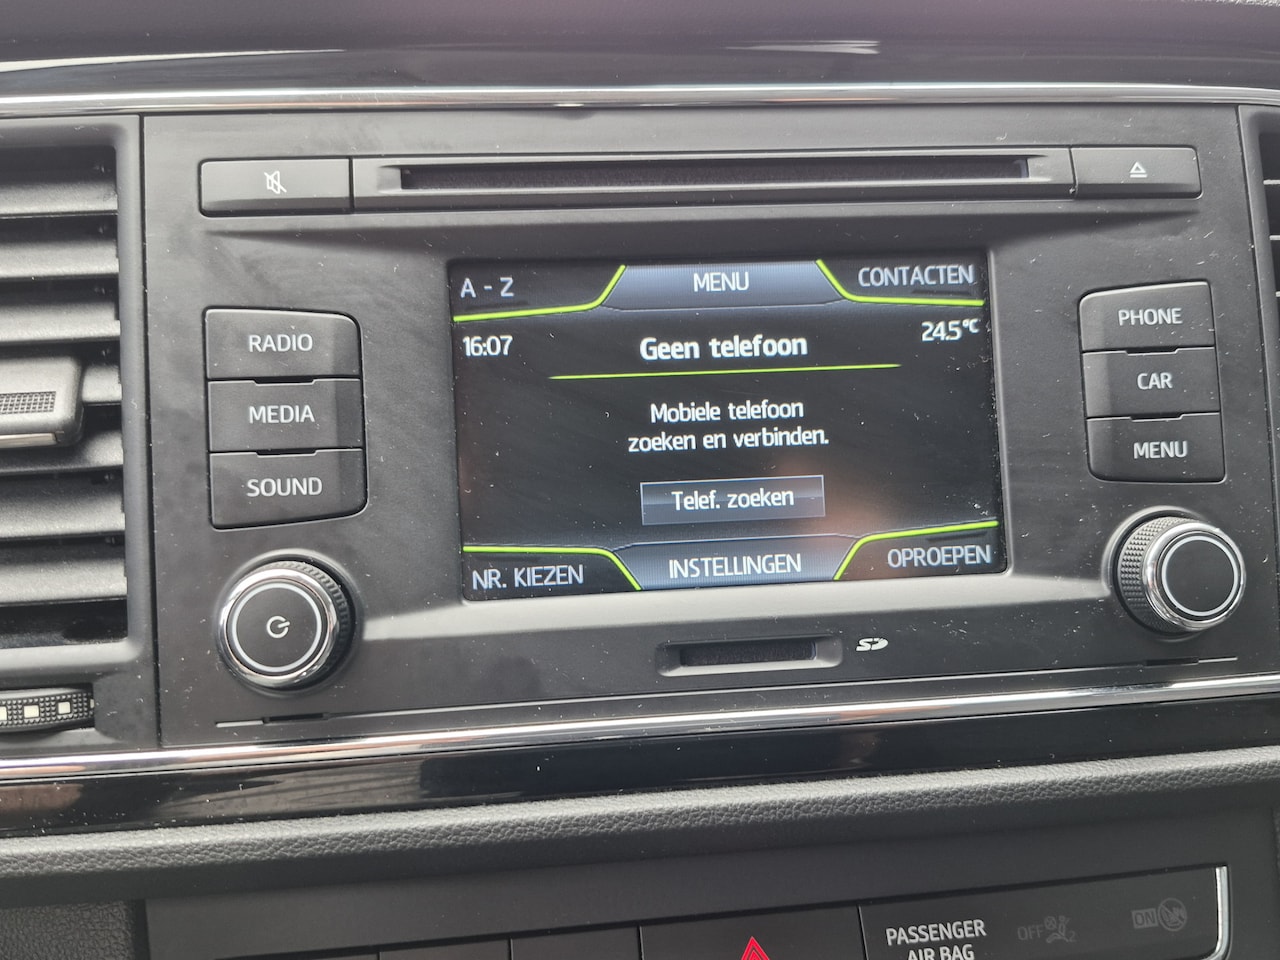 A - Z
MENU
CONTACTEN
16:07
Geen telefoon
24.5°C
Mobiele telefoon
zoeken en verbinden.
Telef. zoeken
NR. KIEZEN
INSTELLINGEN
OPROEPEN
RADIO
MEDIA
SOUND
PHONE
CAR
MENU
SD
PASSENGER
AIR BAG
OFF
2
ON